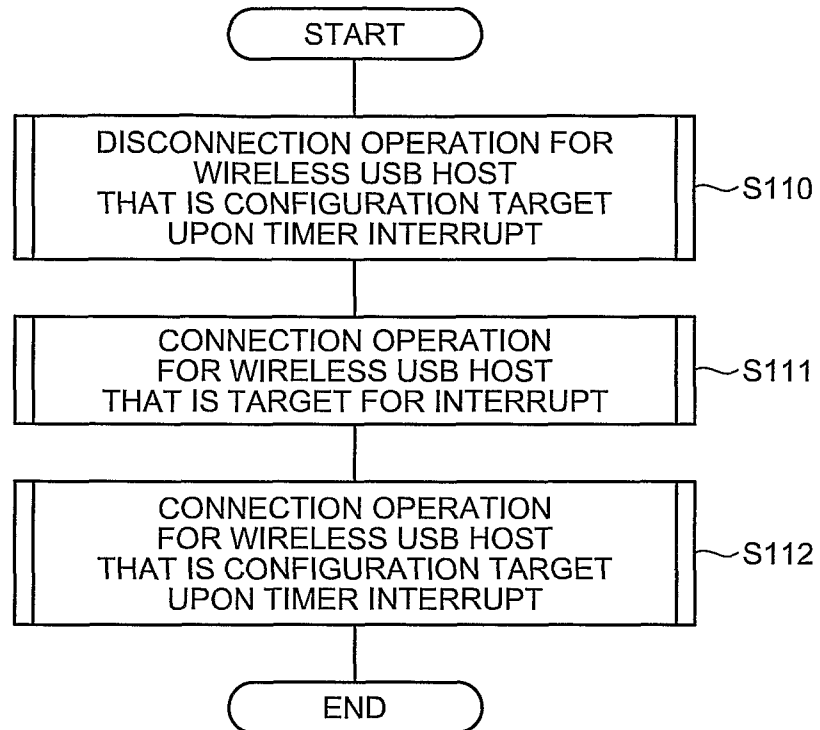 START
DISCONNECTION OPERATION FOR
WIRELESS USB HOST
THAT IS CONFIGURATION TARGET
UPON TIMER INTERRUPT
S110
CONNECTION OPERATION
FOR WIRELESS USB HOST
THAT IS TARGET FOR INTERRUPT
S111
CONNECTION OPERATION
FOR WIRELESS USB HOST
THAT IS CONFIGURATION TARGET
UPON TIMER INTERRUPT
S112
END